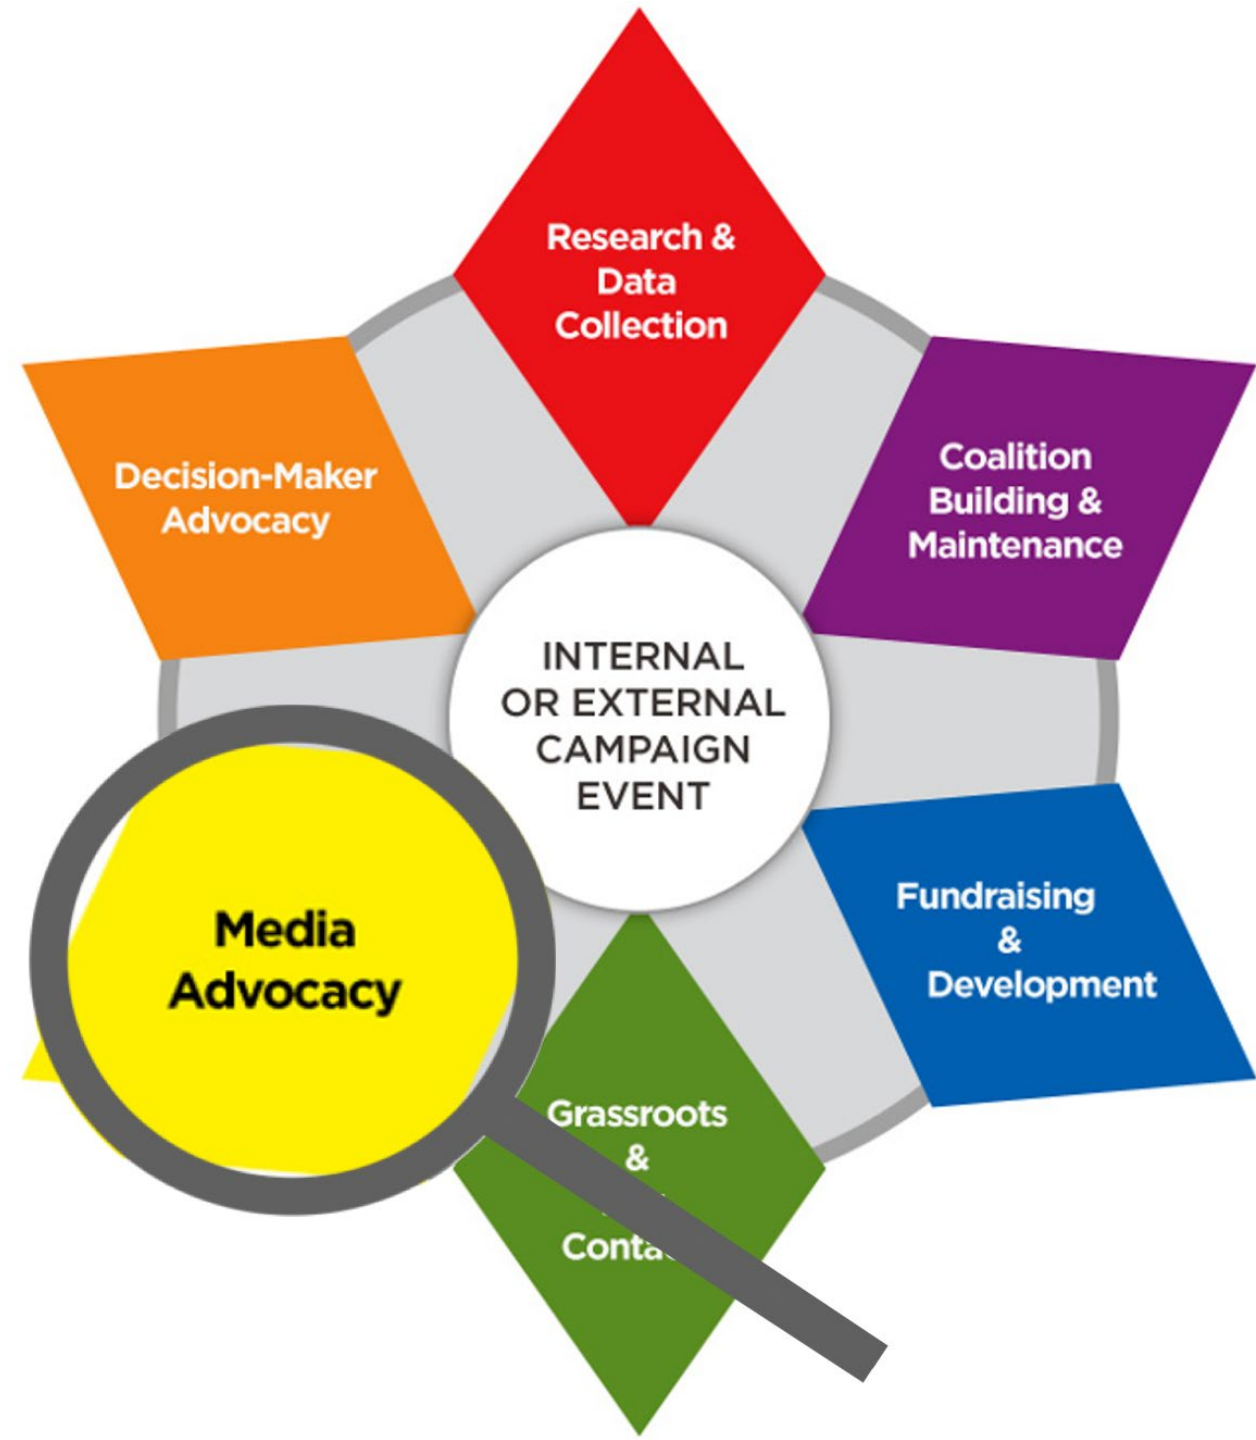 Research &
Data
Collection
Coalition
Building &
Maintenance
Decision-Maker
Advocacy
INTERNAL
OR EXTERNAL
CAMPAIGN
EVENT
Fundraising
&
Development
Media
Advocacy
Grassroots
&